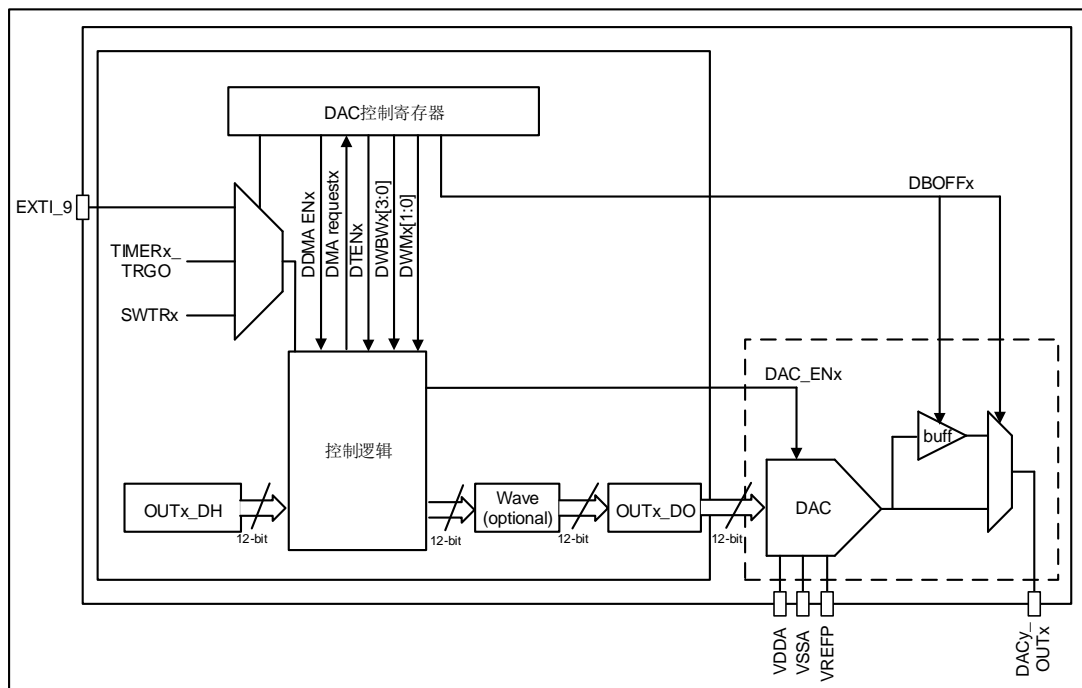 DAC控制寄存器
EXTI_9
TIMERx_
TRGO
SWTRx
DDMA ENx
DMA requestx
DTENx
DWBWx[3:0]
DWMx[1:0]
DBOFFx
DAC_ENx
控制逻辑
buff
OUTx_DH
12-bit
12-bit
Wave
(optional)
12-bit
OUTx_DO
12-bit
DAC
VDDA
VSSA
VREFP
DACy_
OUTx